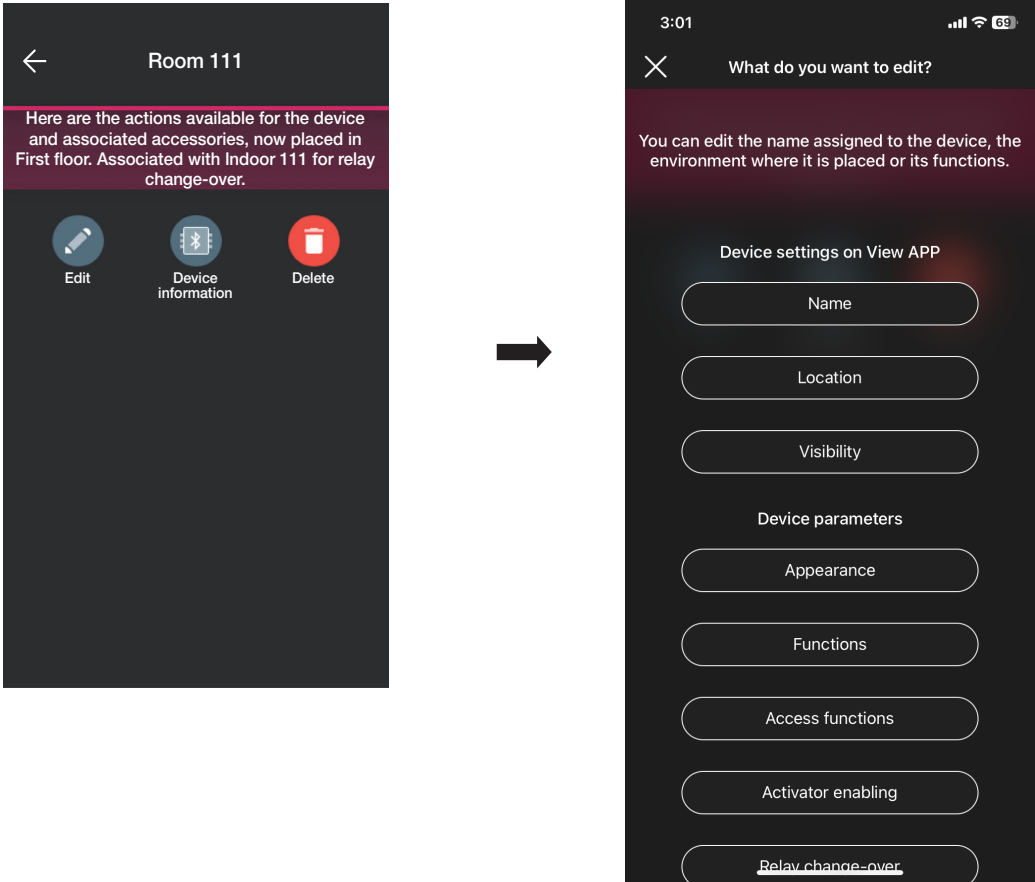 Room 111
Here are the actions available for the device
and associated accessories, now placed in
First floor. Associated with Indoor 111 for relay
change-over.
Edit
Device
information
Delete
3:01
69
What do you want to edit?
You can edit the name assigned to the device, the
environment where it is placed or its functions.
Device settings on View APP
Name
Location
Visibility
Device parameters
Appearance
Functions
Access functions
Activator enabling
Relay change-over